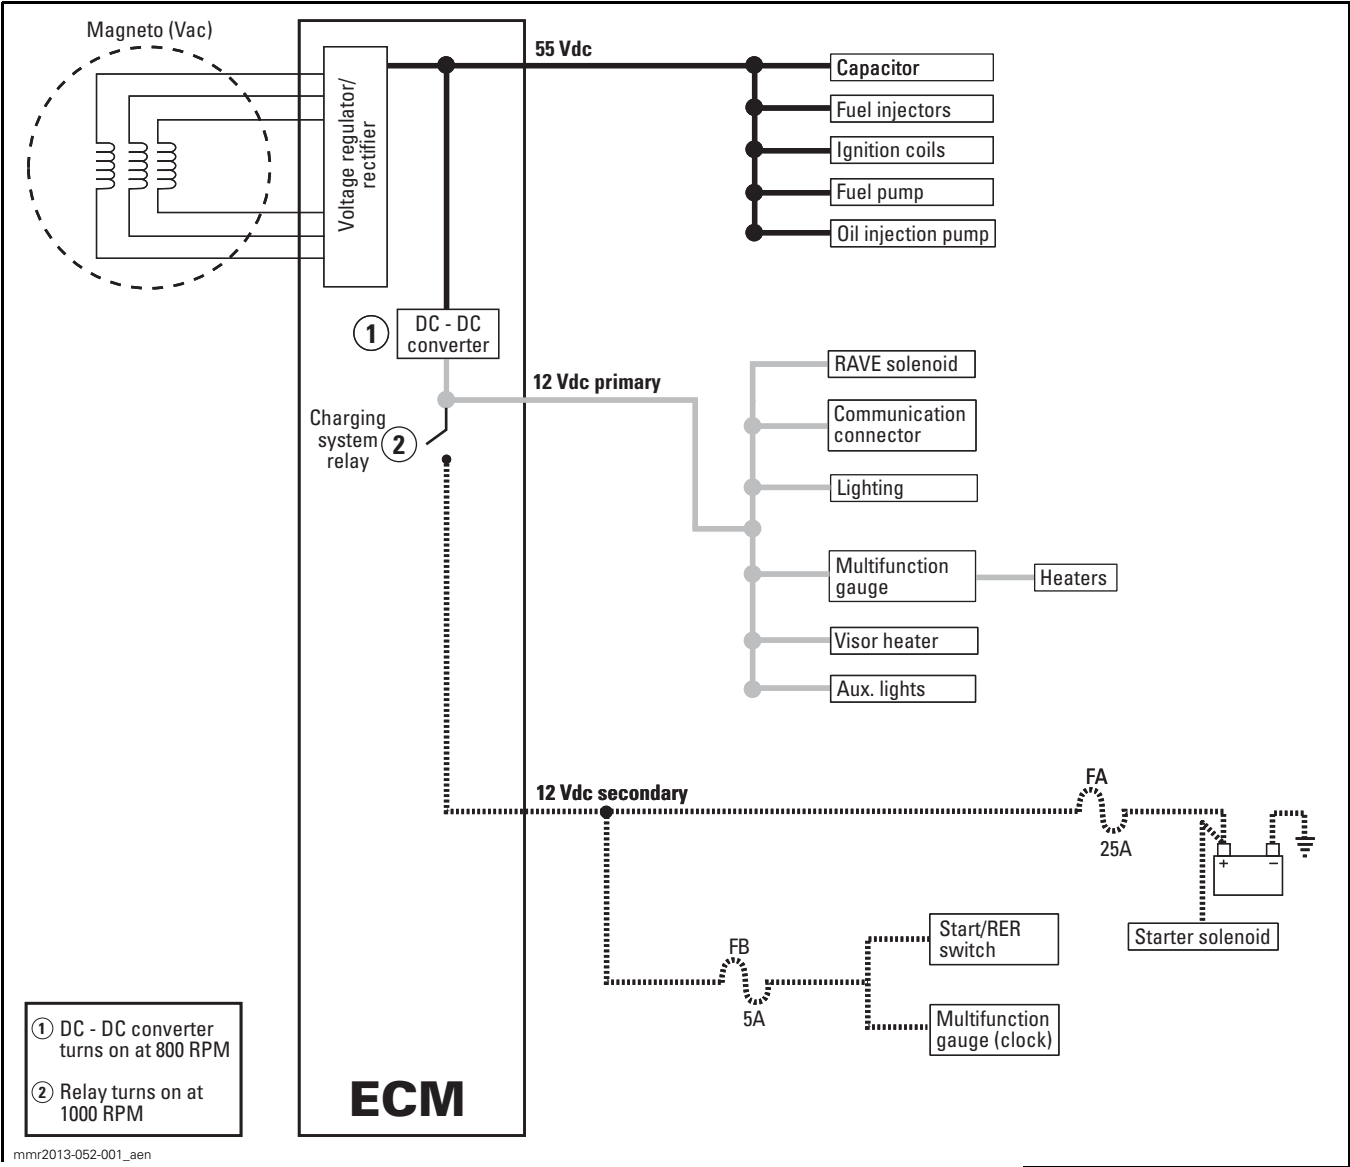 Magneto (Vac)
Voltage regulator/
rectifier
55 Vdc
Capacitor
Fuel injectors
Ignition coils
Fuel pump
Oil injection pump
1
DC - DC
converter
12 Vdc primary
Charging
system
relay
2
RAVE solenoid
Communication
connector
Lighting
Multifunction
gauge
Heaters
Visor heater
Aux. lights
12 Vdc secondary
FA
25A
+ −
Starter solenoid
FB
5A
Start/RER
switch
Multifunction
gauge (clock)
1 DC - DC converter
turns on at 800 RPM
2 Relay turns on at
1000 RPM
ECM
mmr2013-052-001_aen